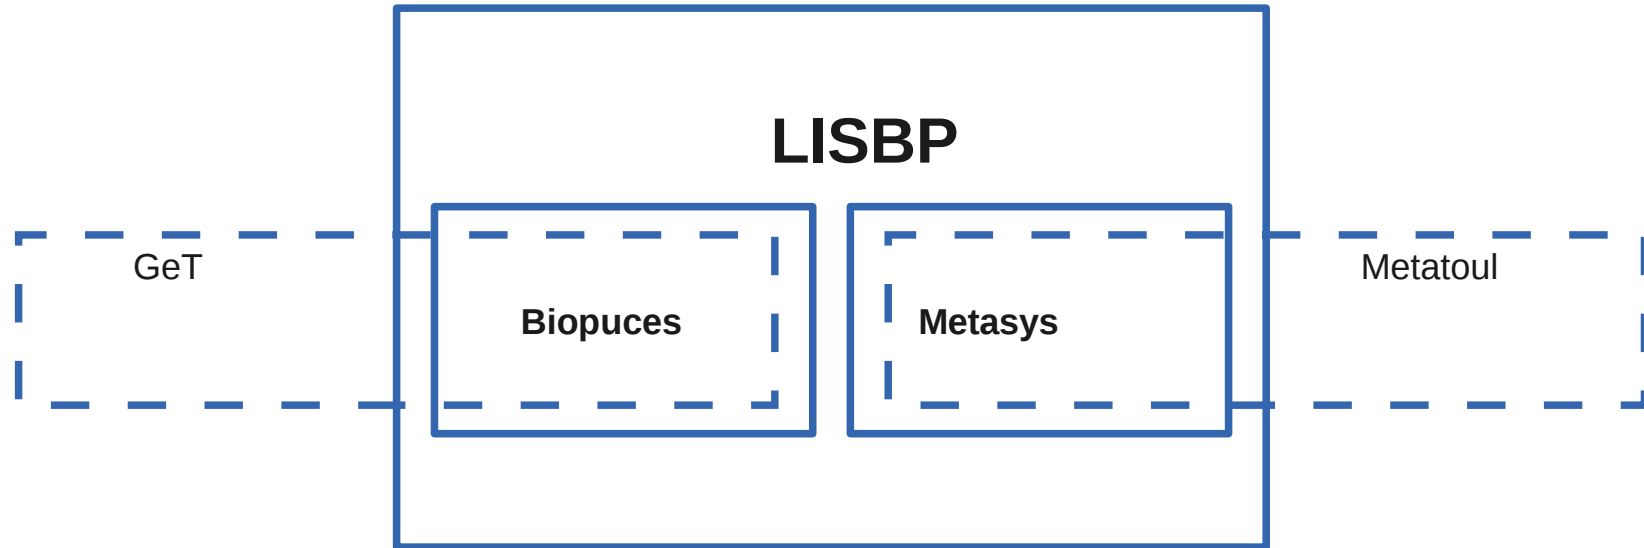 LISBP
GeT
Metatoul
Biopuces
Metasys